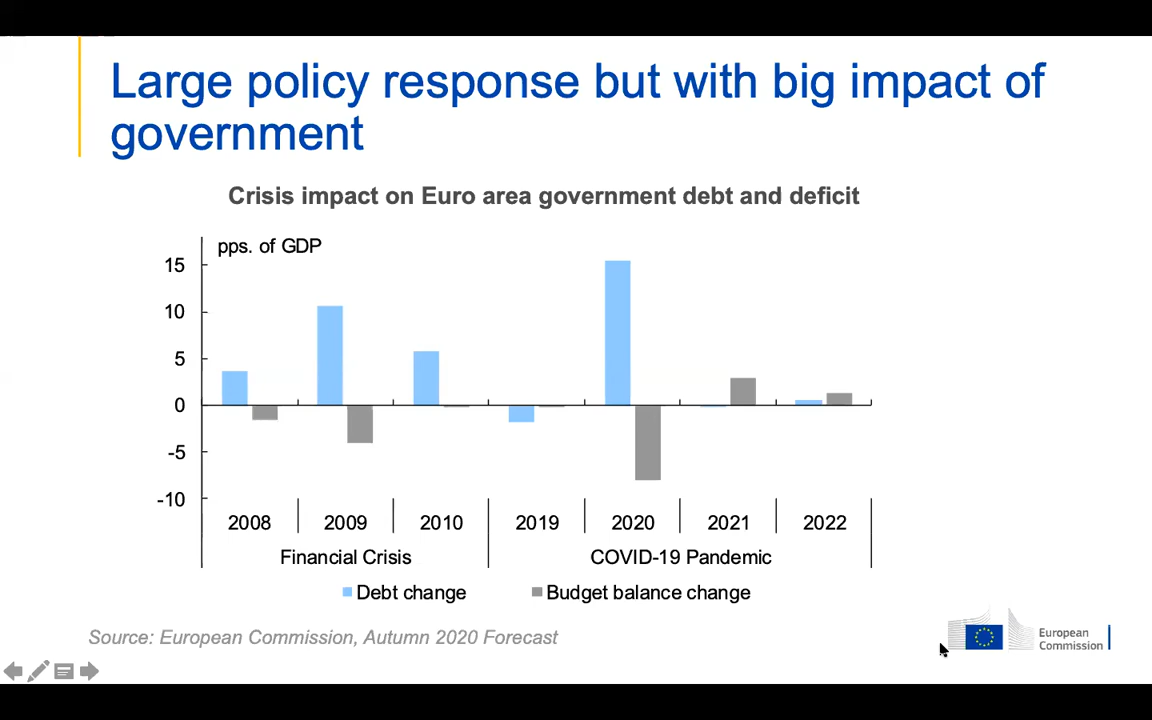 Large policy response but with big impact of
government
Crisis impact on Euro area government debt and deficit
pps. of GDP
15
10
5
0
-5
-10
2008 2009 2010 2019 2020 2021 2022
Financial Crisis COVID-19 Pandemic
Debt change Budget balance change
Source: European Commission, Autumn 2020 Forecast
European
Commission